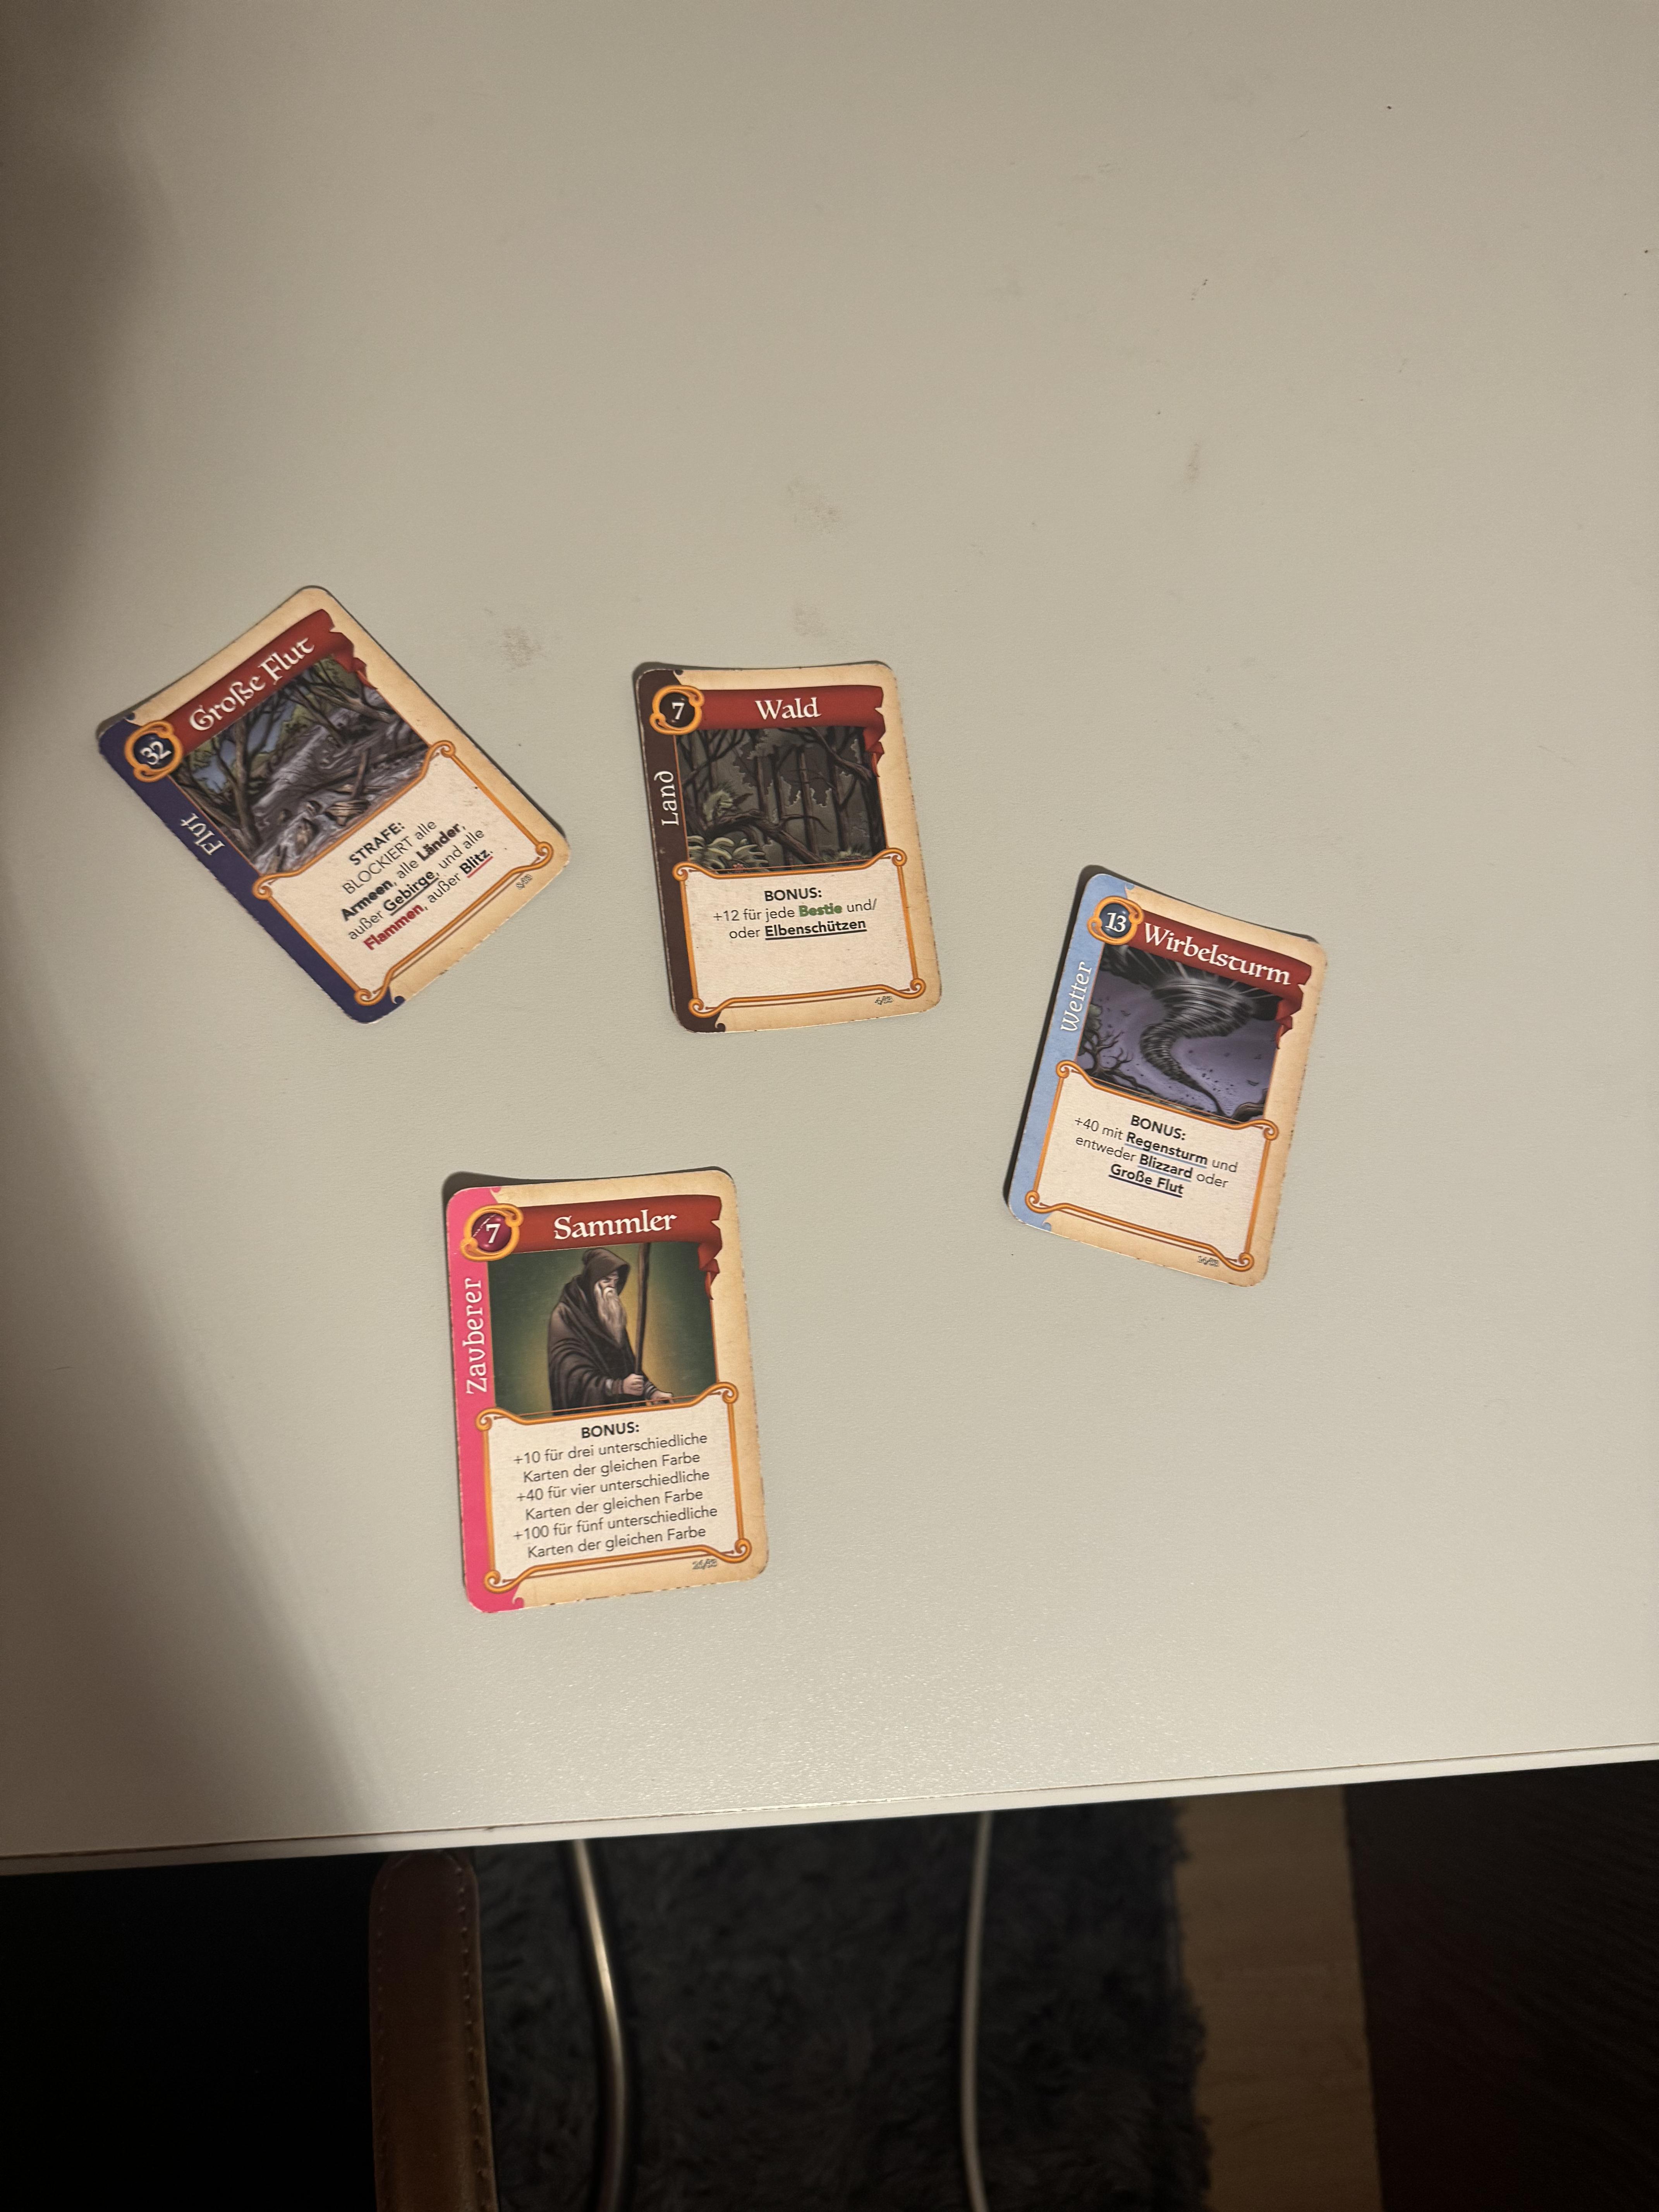 Große Flut
32
Flut
STRAFE:
BLOCKIERT alle
Armeen, alle Länder,
außer Gebirge, und alle
Flammen, außer Blitz.
Wald
7
Land
BONUS:
+12 für jede Bestie und/
oder Elbenschützen
Wirbelsturm
13
Wetter
BONUS:
+40 mit Regensturm und
entweder Blizzard oder
Große Flut
Sammler
7
Zauberer
BONUS:
+10 für drei unterschiedliche
Karten der gleichen Farbe
+40 für vier unterschiedliche
Karten der gleichen Farbe
+100 für fünf unterschiedliche
Karten der gleichen Farbe